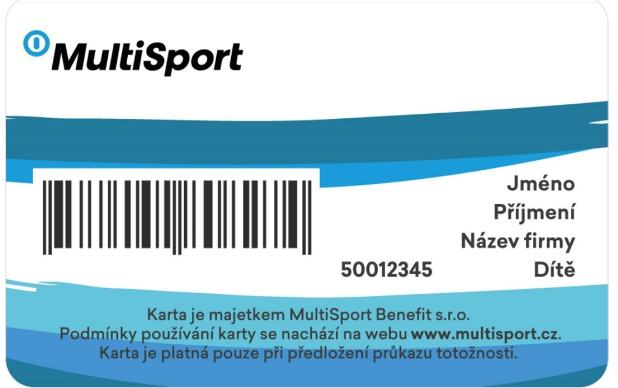 MultiSport
Jméno
Příjmení
Název firmy
50012345 Dítě
Karta je majetkem MultiSport Benefit s.r.o.
Podmínky používání karty se nachází na webu www.multisport.cz.
Karta je platná pouze při předložení průkazu totožnosti.